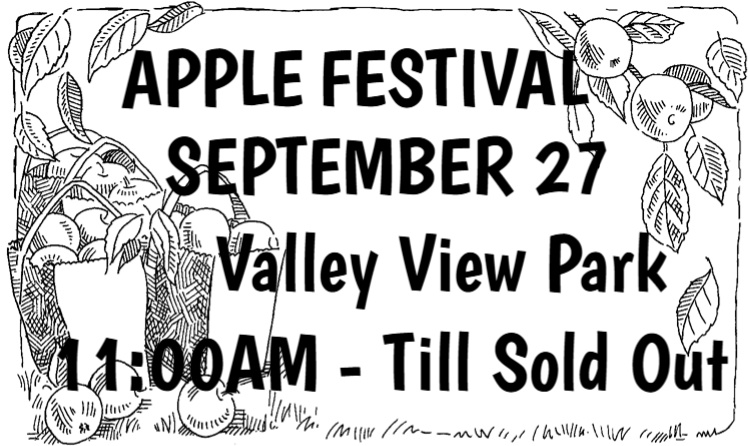 APPLE FESTIVAL
SEPTEMBER 27
Valley View Park
11:00AM - Till Sold Out